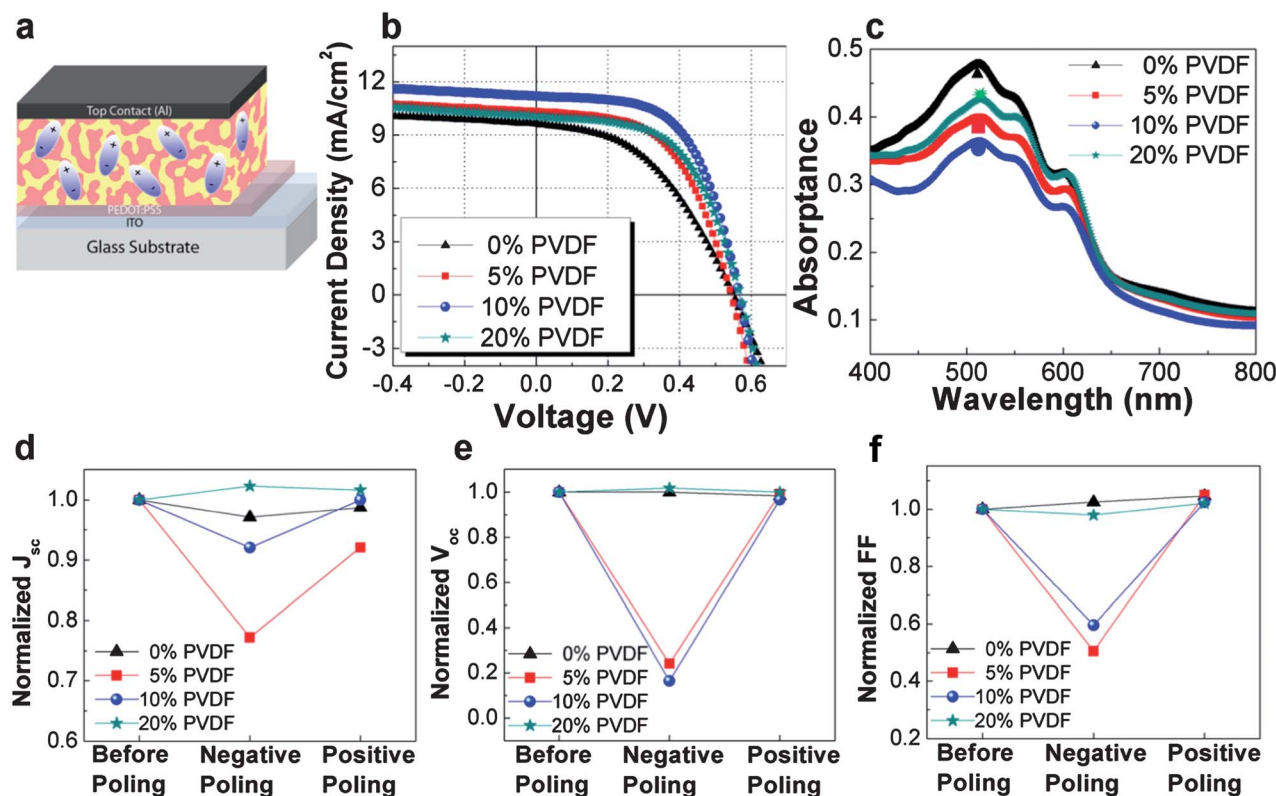 a
Top Contact (Al)
PEDOT:PSS
ITO
Glass Substrate
b
Current Density (mA/cm²)
12
9
6
3
0
-3
0% PVDF
5% PVDF
10% PVDF
20% PVDF
-0.4 -0.2 0.0 0.2 0.4 0.6
Voltage (V)
c
Absorptance
0.5
0.4
0.3
0.2
0.1
0% PVDF
5% PVDF
10% PVDF
20% PVDF
400 500 600 700 800
Wavelength (nm)
d
Normalized Jsc
1.0
0.9
0.8
0.7
0.6
0% PVDF
5% PVDF
10% PVDF
20% PVDF
Before Negative Positive
Poling Poling Poling
e
Normalized Voc
1.0
0.8
0.6
0.4
0.2
0.0
0% PVDF
5% PVDF
10% PVDF
20% PVDF
Before Negative Positive
Poling Poling Poling
f
Normalized FF
1.0
0.8
0.6
0.4
0.2
0% PVDF
5% PVDF
10% PVDF
20% PVDF
Before Negative Positive
Poling Poling Poling